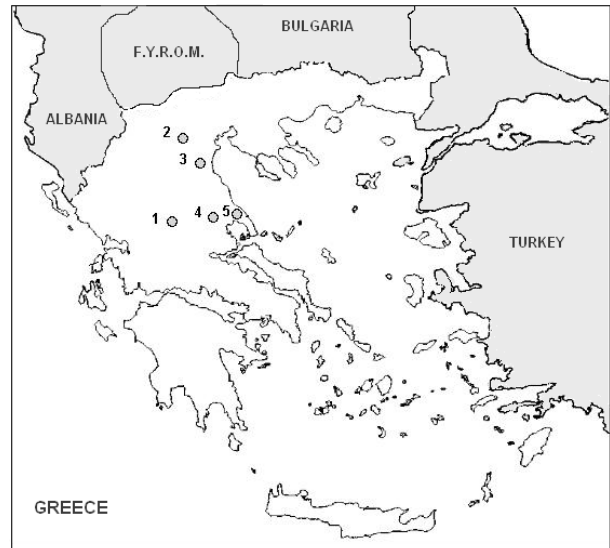 BULGARIA
F.Y.R.O.M.
ALBANIA
2
3
1
4
5
TURKEY
GREECE